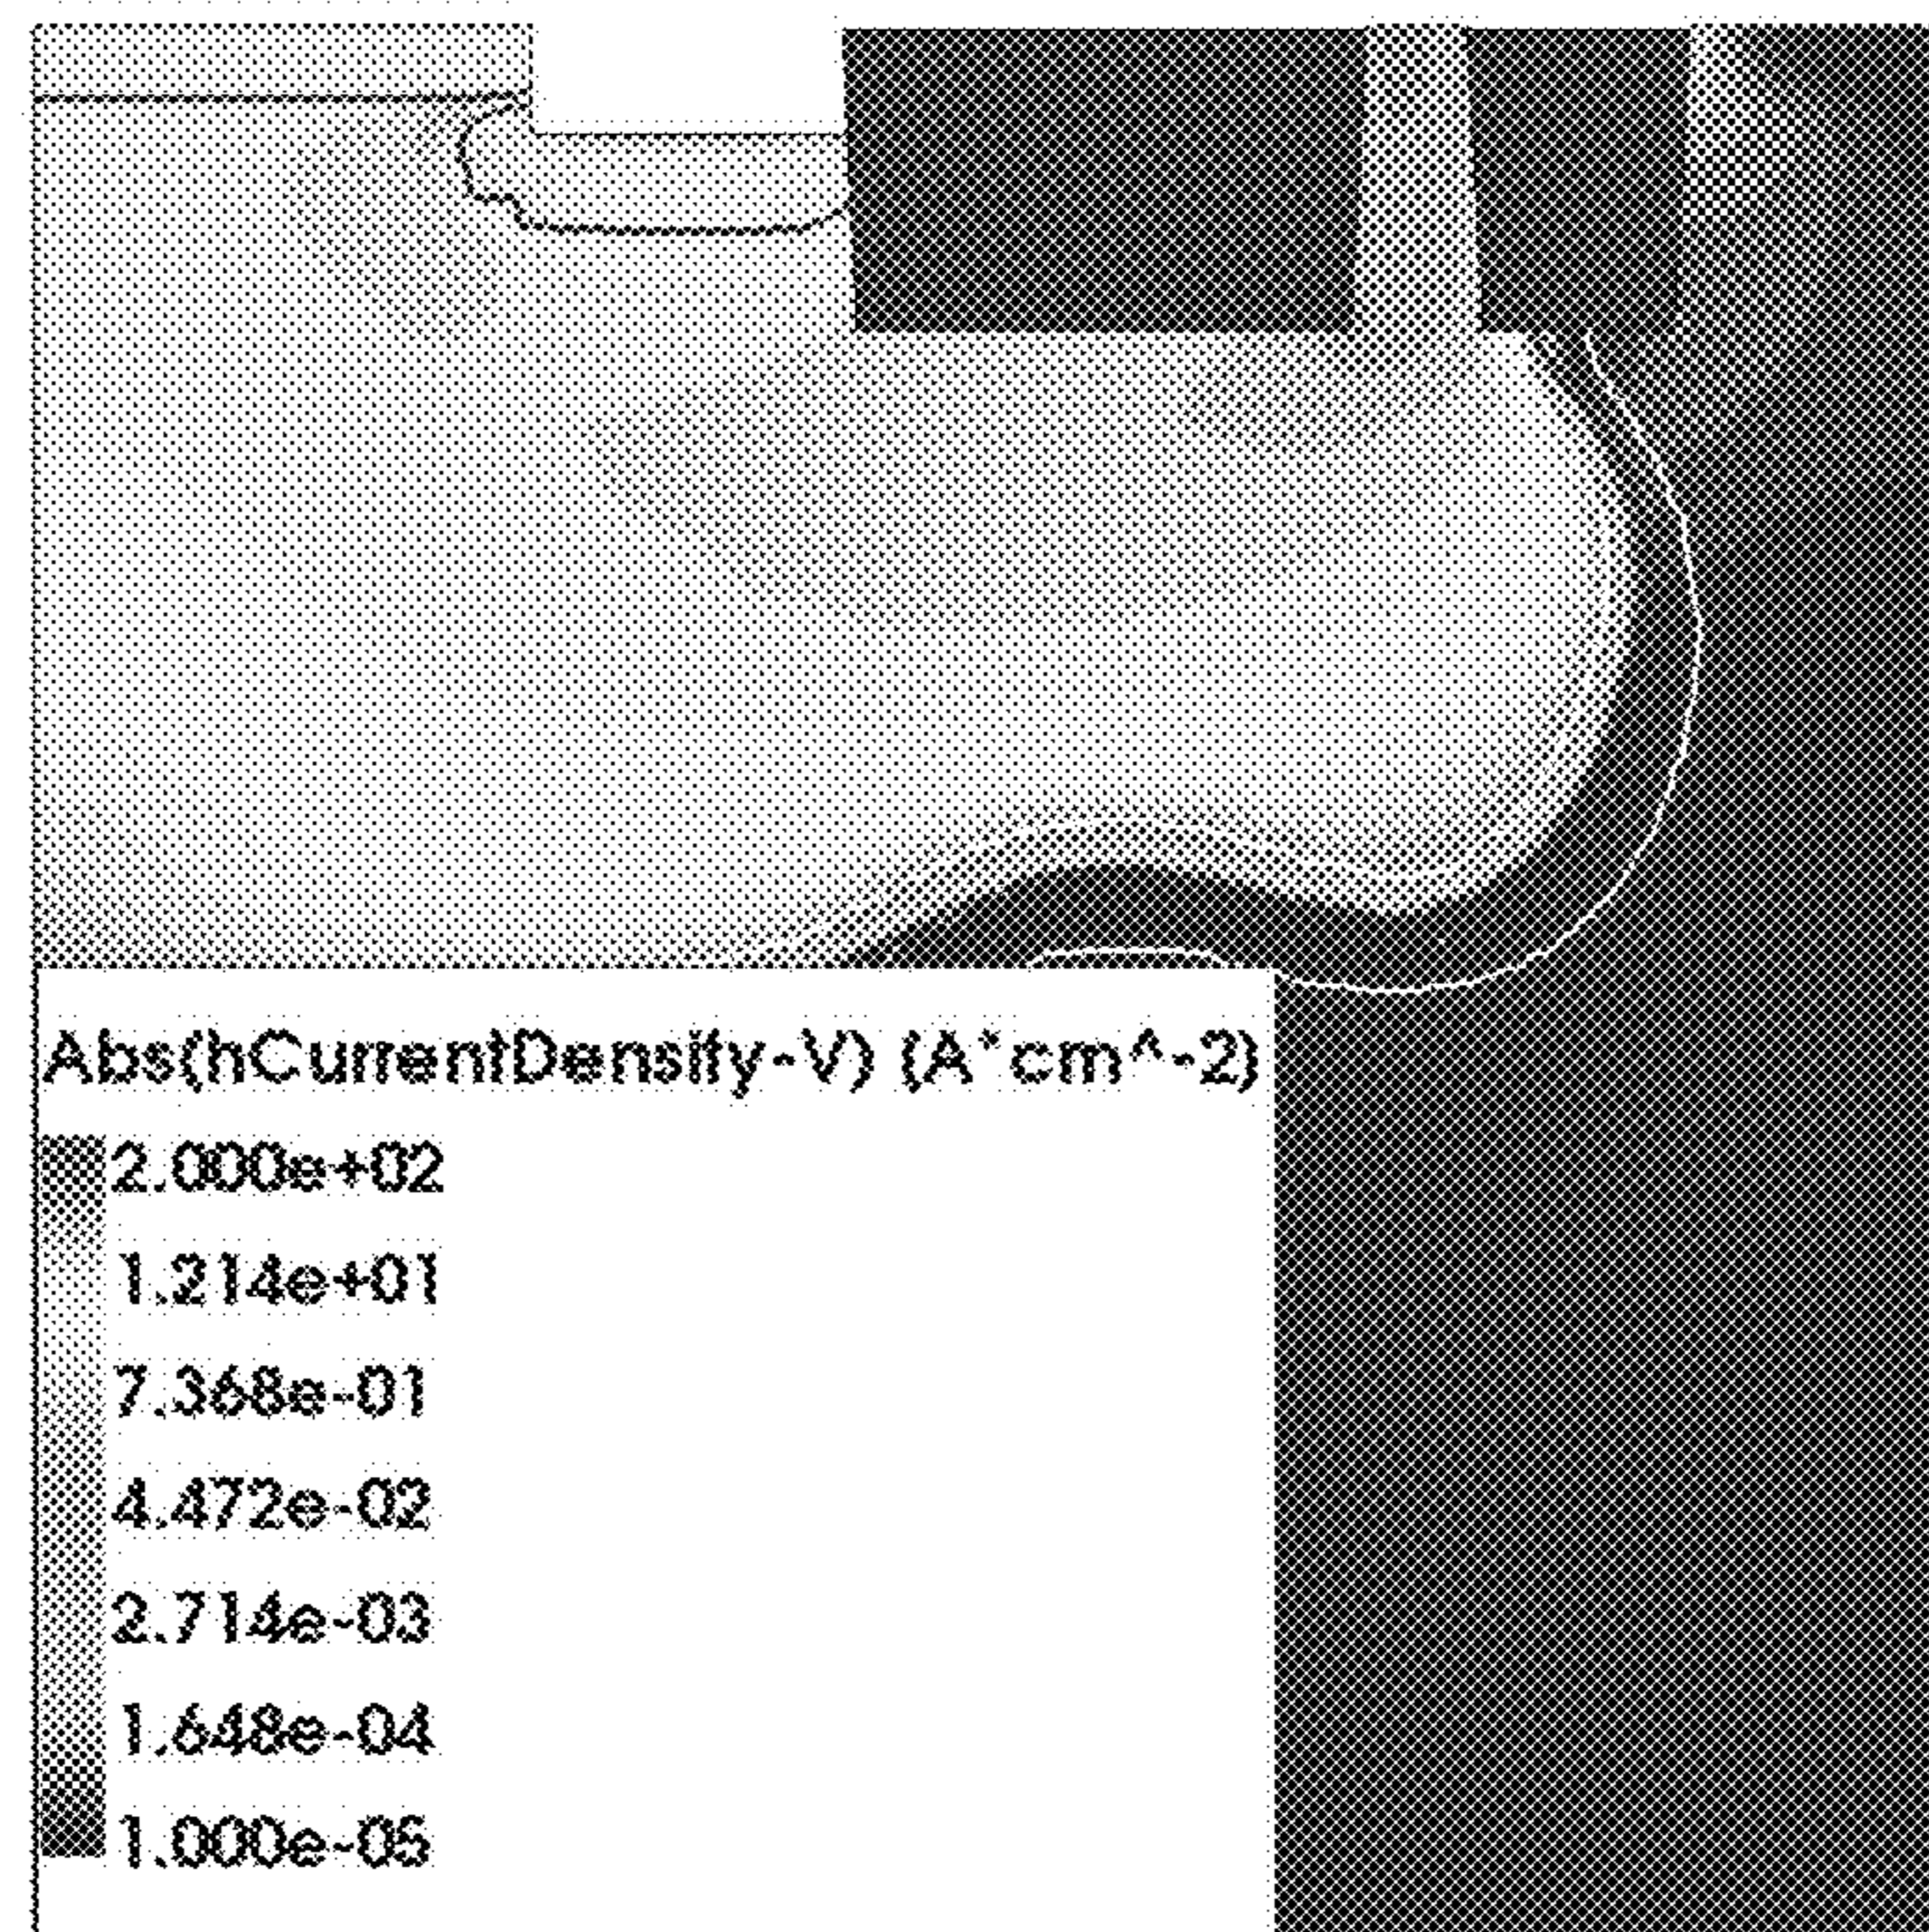 Abs(hCurrentDensity-V) (A*cm^-2)
2.000e+02
1.214e+01
7.368e-01
4.472e-02
2.714e-03
1.648e-04
1.000e-05